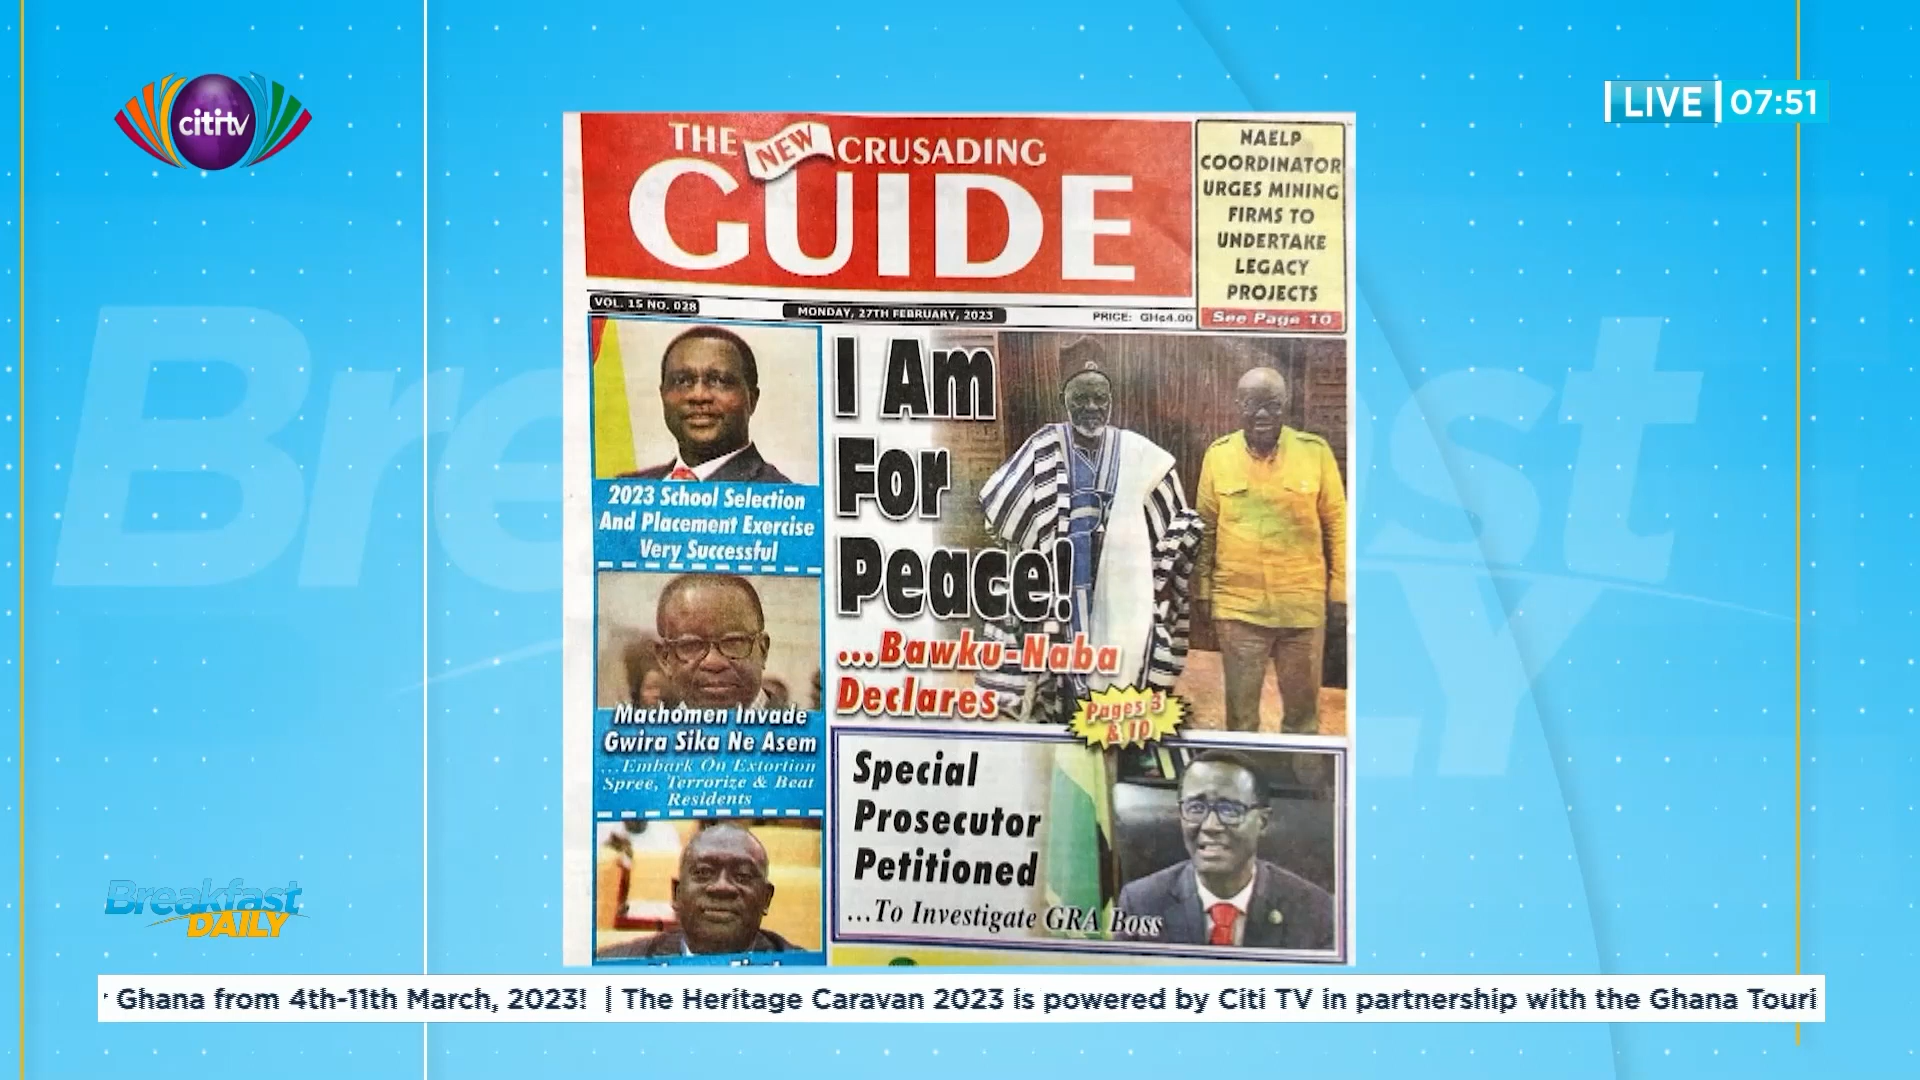 citi tv
LIVE 07:51
THE NEW CRUSADING
GUIDE
NAELP
COORDINATOR
URGES MINING
FIRMS TO
UNDERTAKE
LEGACY
PROJECTS
See Page 10
VOL. 15 NO. 028
MONDAY, 27TH FEBRUARY, 2023
PRICE: GH¢4.00
2023 School Selection
And Placement Exercise
Very Successful
Machomen Invade
Gwira Sika Ne Asem
...Embark On Extortion
Spree, Terrorize & Beat
Residents
I Am
For
Peace!
...Bawku-Naba
Declares
Pages 3
& 10
Special
Prosecutor
Petitioned
...To Investigate GRA Boss
Breakfast
DAILY
Ghana from 4th-11th March, 2023! | The Heritage Caravan 2023 is powered by Citi TV in partnership with the Ghana Touri